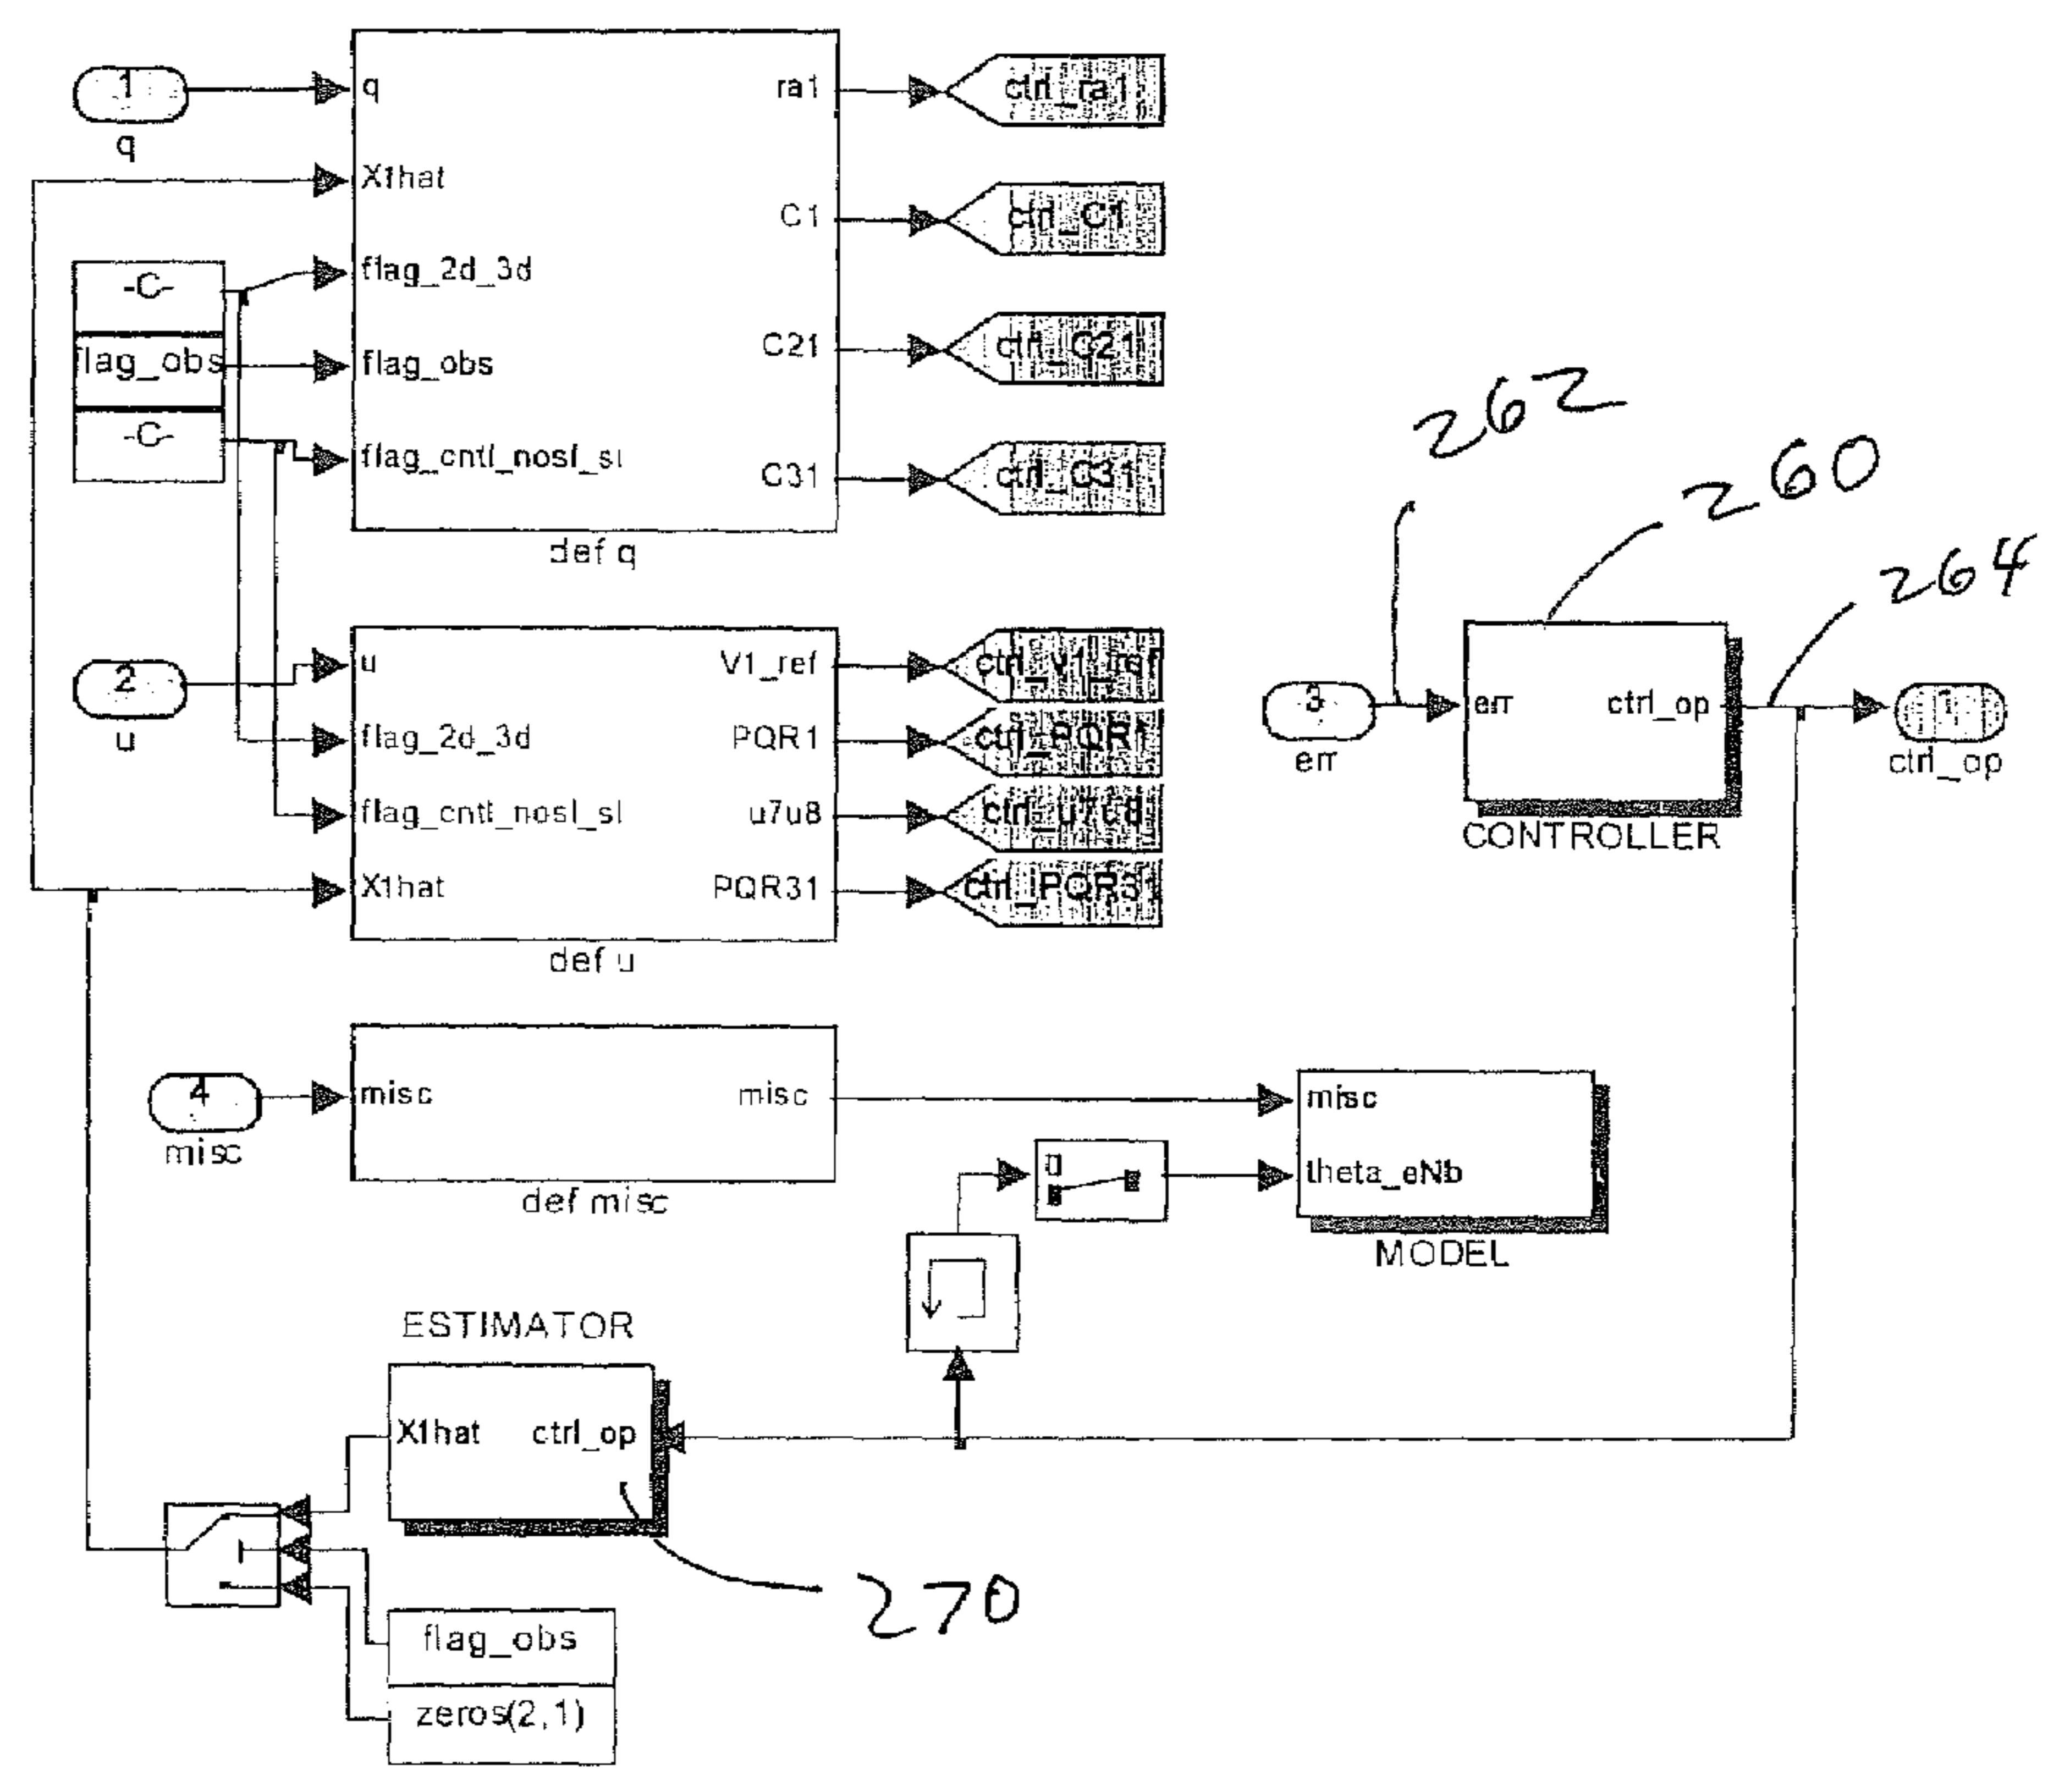 1
q
q
X1hat
flag_2d_3d
flag_obs
flag_cntl_nosl_sl
ra1
C1
C21
C31
def q
ctrl_ra1
ctrl_C1
ctrl_C21
ctrl_C31
-C-
flag_obs
-C-
2
u
u
flag_2d_3d
flag_cntl_nosl_sl
X1hat
V1_ref
PQR1
u7u8
PQR31
def u
ctrl_V1_ref
ctrl_PQR1
ctrl_u7u8
ctrl_PQR31
262
260
264
3
err
err
ctrl_op
CONTROLLER
1
ctrl_op
4
misc
misc
misc
def misc
misc
theta_eNb
MODEL
ESTIMATOR
X1hat
ctrl_op
270
flag_obs
zeros(2,1)